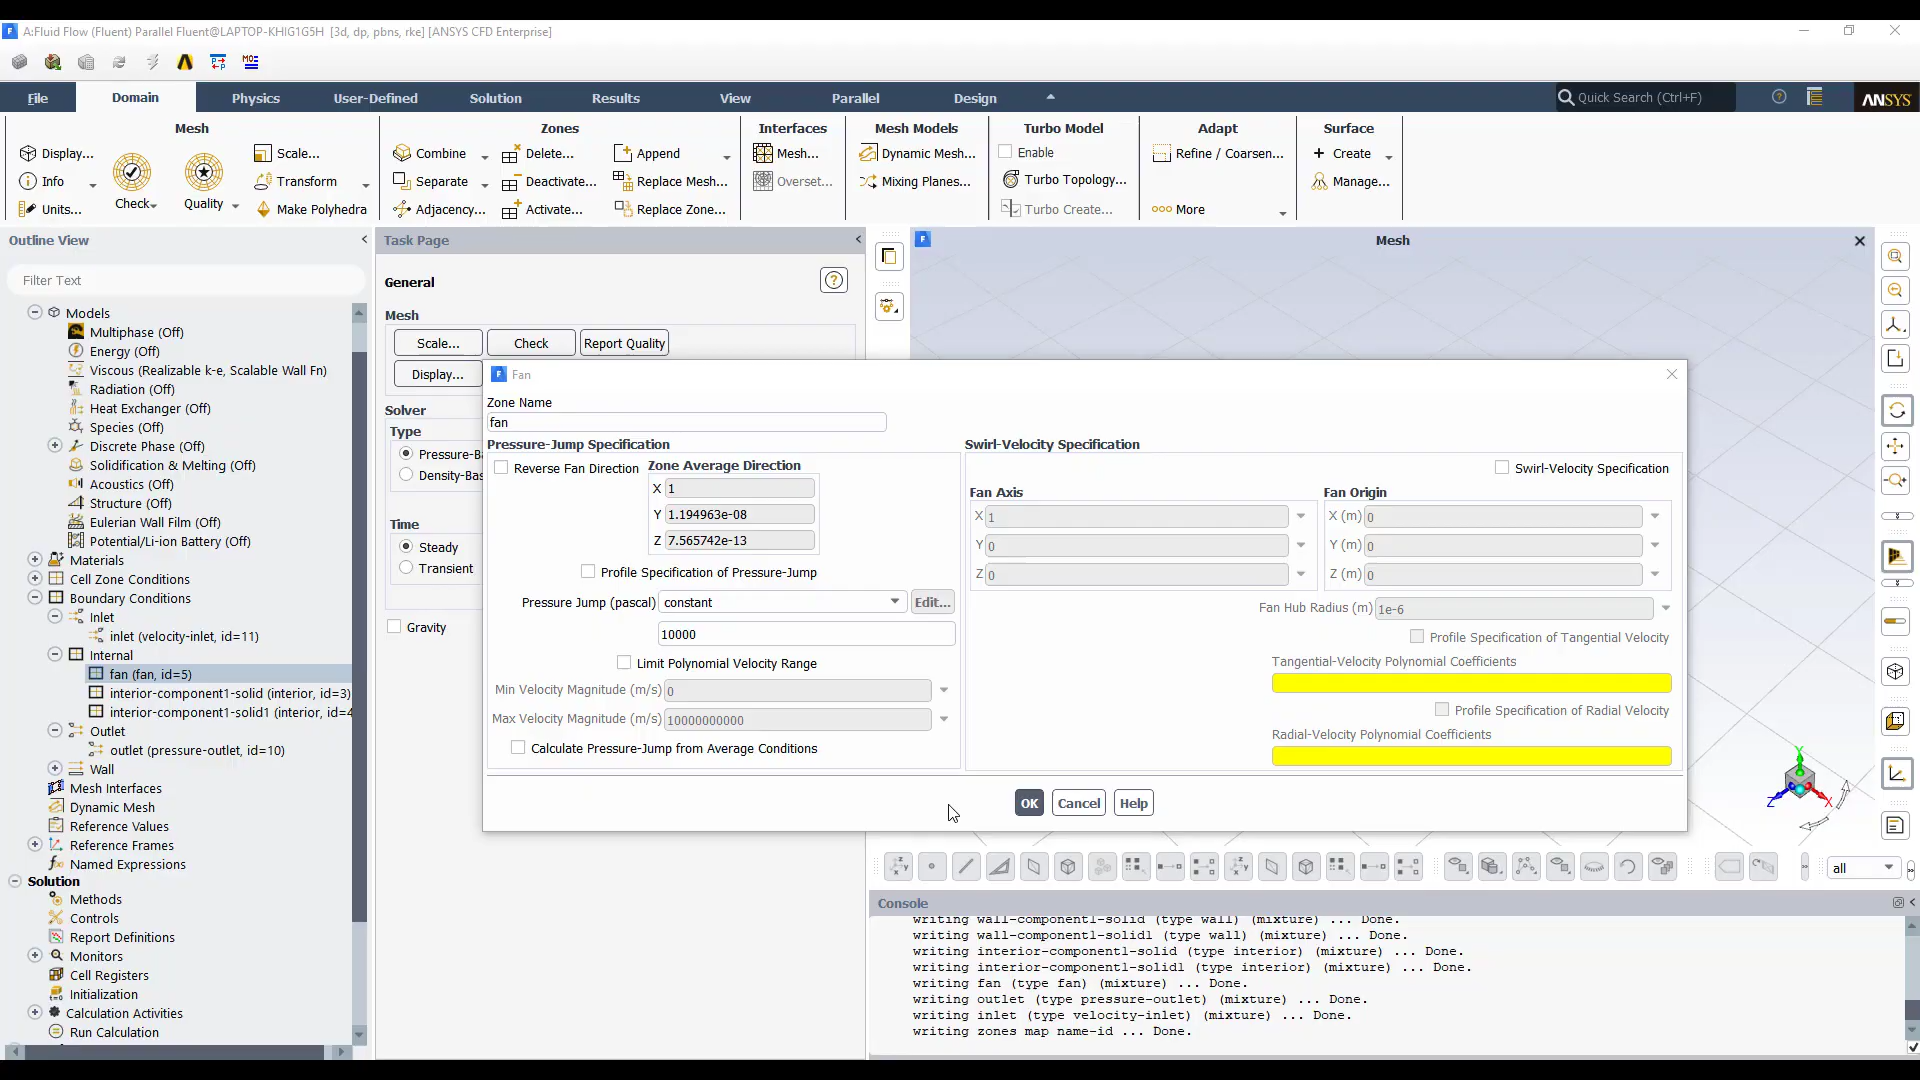 A:Fluid Flow (Fluent) Parallel Fluent@LAPTOP-KHIG1G5H [3d, dp, pbns, rke] [ANSYS CFD Enterprise]
File
Domain
Physics
User-Defined
Solution
Results
View
Parallel
Design
Quick Search (Ctrl+F)
ANSYS
Mesh
Display...
Info
Units...
Check
Quality
Scale...
Transform
Make Polyhedra
Zones
Combine
Separate
Adjacency...
Delete...
Deactivate...
Activate...
Append
Replace Mesh...
Replace Zone...
Interfaces
Mesh...
Overset...
Mesh Models
Dynamic Mesh...
Mixing Planes...
Turbo Model
Enable
Turbo Topology...
Turbo Create...
Adapt
Refine / Coarsen...
More
Surface
Create
Manage...
Outline View
Filter Text
Models
Multiphase (Off)
Energy (Off)
Viscous (Realizable k-e, Scalable Wall Fn)
Radiation (Off)
Heat Exchanger (Off)
Species (Off)
Discrete Phase (Off)
Solidification & Melting (Off)
Acoustics (Off)
Structure (Off)
Eulerian Wall Film (Off)
Potential/Li-ion Battery (Off)
Materials
Cell Zone Conditions
Boundary Conditions
Inlet
inlet (velocity-inlet, id=11)
Internal
fan (fan, id=5)
interior-component1-solid (interior, id=3)
interior-component1-solid1 (interior, id=4
Outlet
outlet (pressure-outlet, id=10)
Wall
Mesh Interfaces
Dynamic Mesh
Reference Values
Reference Frames
Named Expressions
Solution
Methods
Controls
Report Definitions
Monitors
Cell Registers
Initialization
Calculation Activities
Run Calculation
Task Page
General
Mesh
Scale...
Check
Report Quality
Display...
Solver
Type
Pressure-Ba
Density-Bas
Time
Steady
Transient
Gravity
Mesh
Fan
Zone Name
fan
Pressure-Jump Specification
Reverse Fan Direction
Zone Average Direction
X 1
Y 1.194963e-08
Z 7.565742e-13
Profile Specification of Pressure-Jump
Pressure Jump (pascal) constant
Edit...
10000
Limit Polynomial Velocity Range
Min Velocity Magnitude (m/s) 0
Max Velocity Magnitude (m/s) 10000000000
Calculate Pressure-Jump from Average Conditions
Swirl-Velocity Specification
Swirl-Velocity Specification
Fan Axis
X 1
Y 0
Z 0
Fan Origin
X (m) 0
Y (m) 0
Z (m) 0
Fan Hub Radius (m) 1e-6
Profile Specification of Tangential Velocity
Tangential-Velocity Polynomial Coefficients
Profile Specification of Radial Velocity
Radial-Velocity Polynomial Coefficients
OK
Cancel
Help
Y
Z
X
all
Console
writing wall-component1-solid (type wall) (mixture) ... Done.
writing wall-component1-solid1 (type wall) (mixture) ... Done.
writing interior-component1-solid (type interior) (mixture) ... Done.
writing interior-component1-solid1 (type interior) (mixture) ... Done.
writing fan (type fan) (mixture) ... Done.
writing outlet (type pressure-outlet) (mixture) ... Done.
writing inlet (type velocity-inlet) (mixture) ... Done.
writing zones map name-id ... Done.